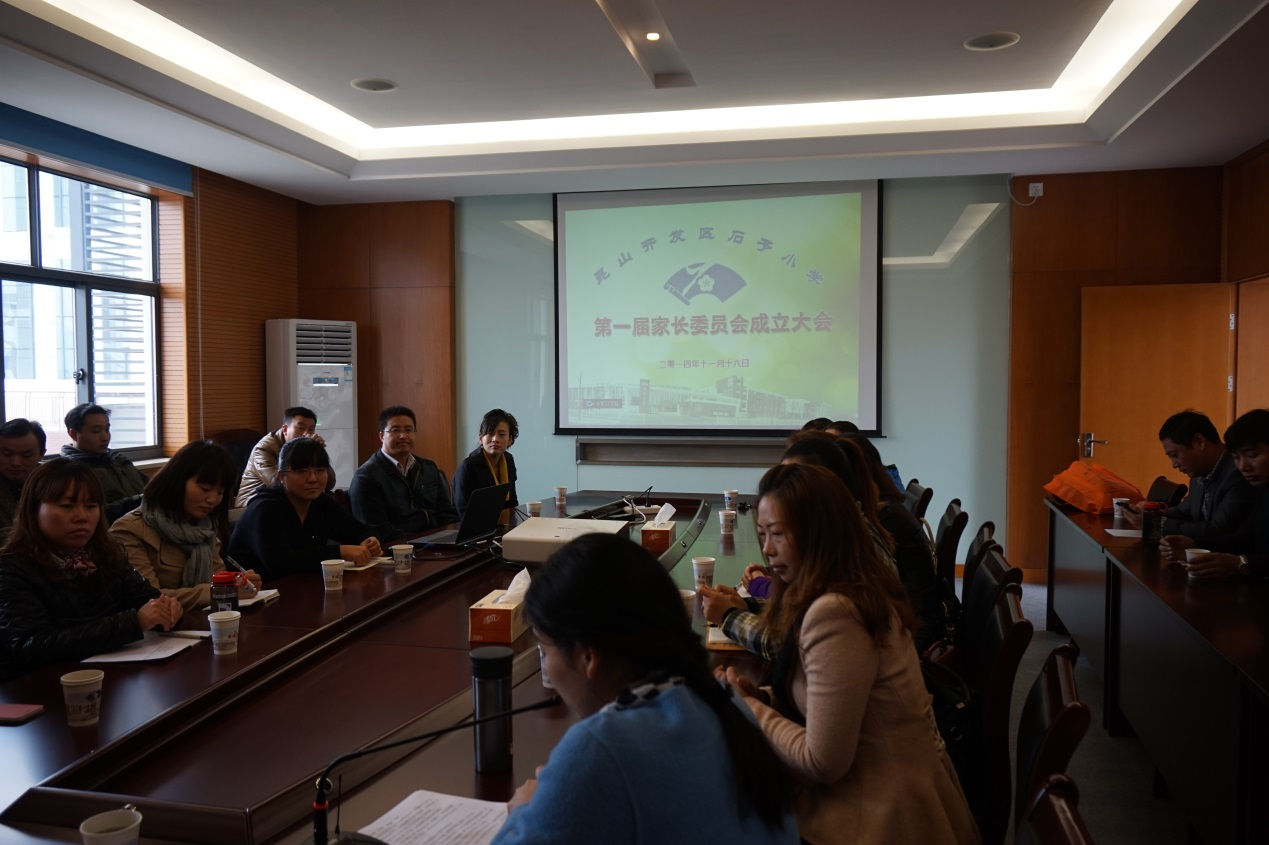 昆山开发区石予小学
第一届家长委员会成立大会
二零一四年十一月十六日